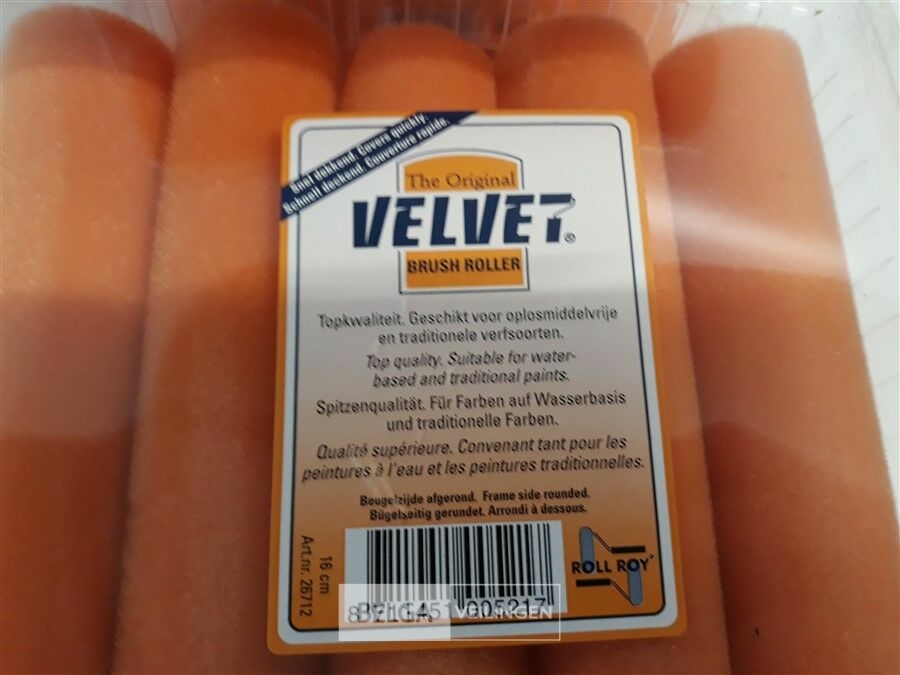 Snel dekkend. Covers quickly.
Schnell deckend. Couverture rapide.
The Original
VELVET®
BRUSH ROLLER
Topkwaliteit. Geschikt voor oplosmiddelvrije
en traditionele verfsoorten.
Top quality. Suitable for water-
based and traditional paints.
Spitzenqualität. Für Farben auf Wasserbasis
und traditionelle Farben.
Qualité supérieure. Convenant tant pour les
peintures à l'eau et les peintures traditionnelles.
Beugelzijde afgerond. Frame side rounded.
Bügelseitig gerundet. Arrondi à dessous.
16 cm
Art.nr. 26712
ROLL ROY
BELGA VEILINGEN